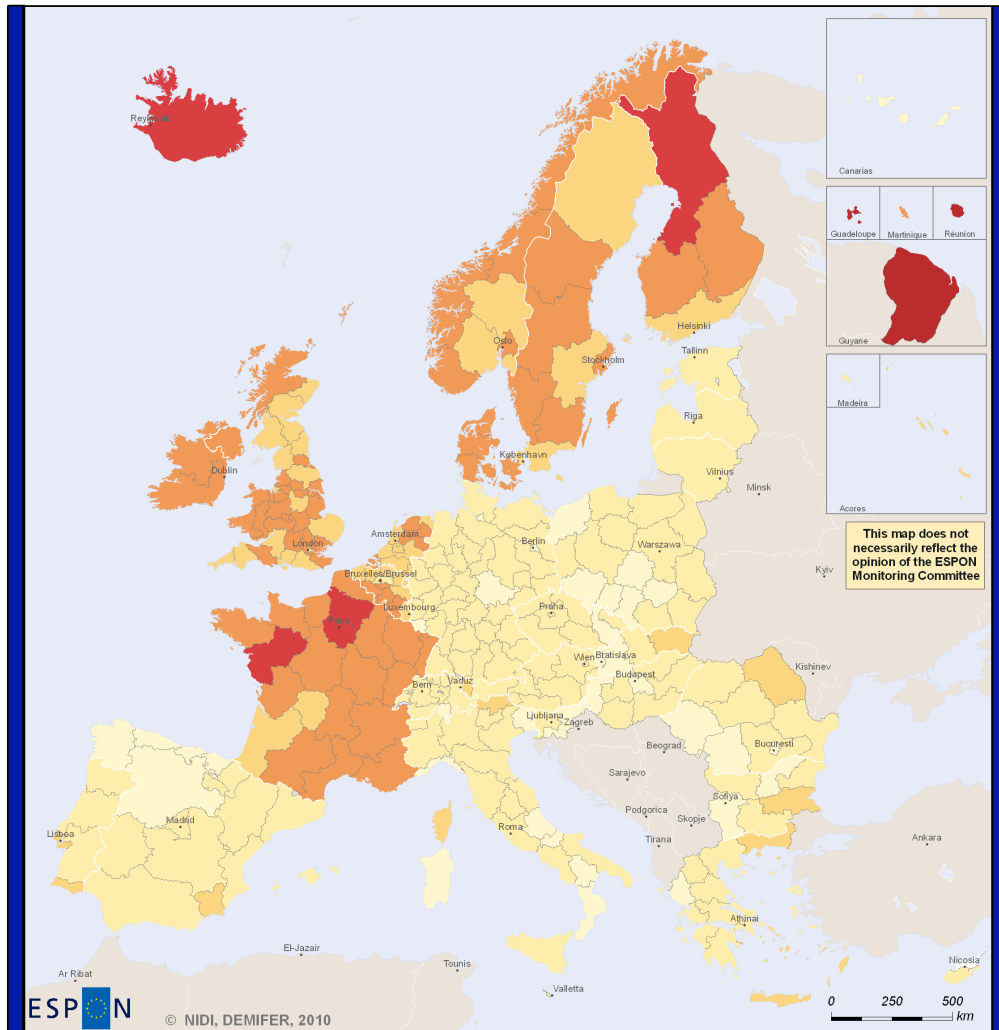 Reykjavik
Canarias
Guadeloupe
Martinique
Réunion
Guyane
Helsinki
Tallinn
Oslo
Stockholm
Madeira
Riga
København
Dublin
Vilnius
Minsk
Acores
Amsterdam
London
Berlin
Warszawa
This map does not
necessarily reflect the
opinion of the ESPON
Monitoring Committee
Bruxelles/Brussel
Kyiv
Luxembourg
Praha
Paris
Wien
Bratislava
Kishinev
Budapest
Bern
Vaduz
Ljubljana
Zagreb
Beograd
Bucuresti
Sarajevo
Sofiya
Podgorica
Skopje
Madrid
Roma
Lisboa
Tirana
Ankara
Athinai
El-Jazair
Tounis
Nicosia
Ar Ribat
Valletta
0 250 500
km
ESPON
© NIDI, DEMIFER, 2010